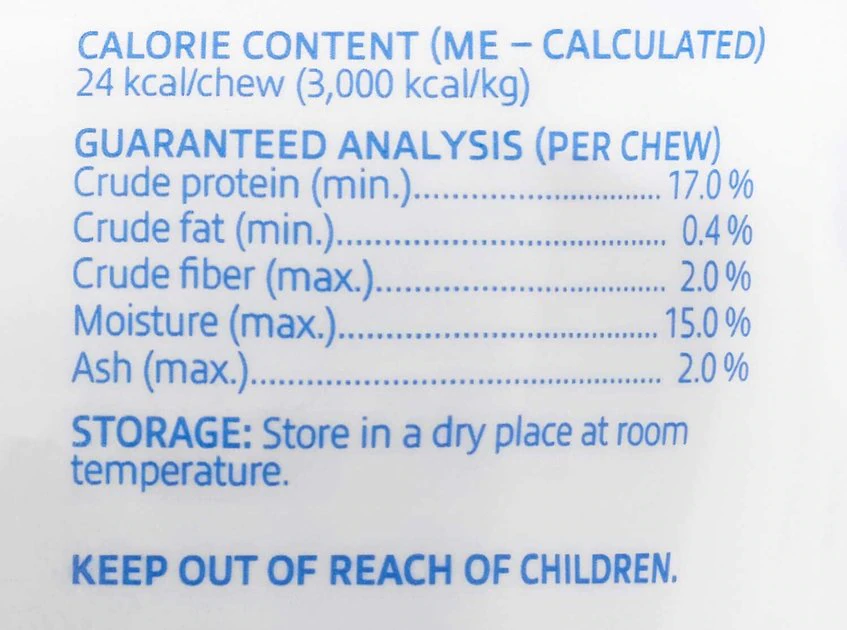 CALORIE CONTENT (ME – CALCULATED)
24 kcal/chew (3,000 kcal/kg)
GUARANTEED ANALYSIS (PER CHEW)
Crude protein (min.)............................... 17.0 %
Crude fat (min.)......................................... 0.4 %
Crude fiber (max.).................................... 2.0 %
Moisture (max.)........................................ 15.0 %
Ash (max.)................................................... 2.0 %
STORAGE: Store in a dry place at room
temperature.
KEEP OUT OF REACH OF CHILDREN.